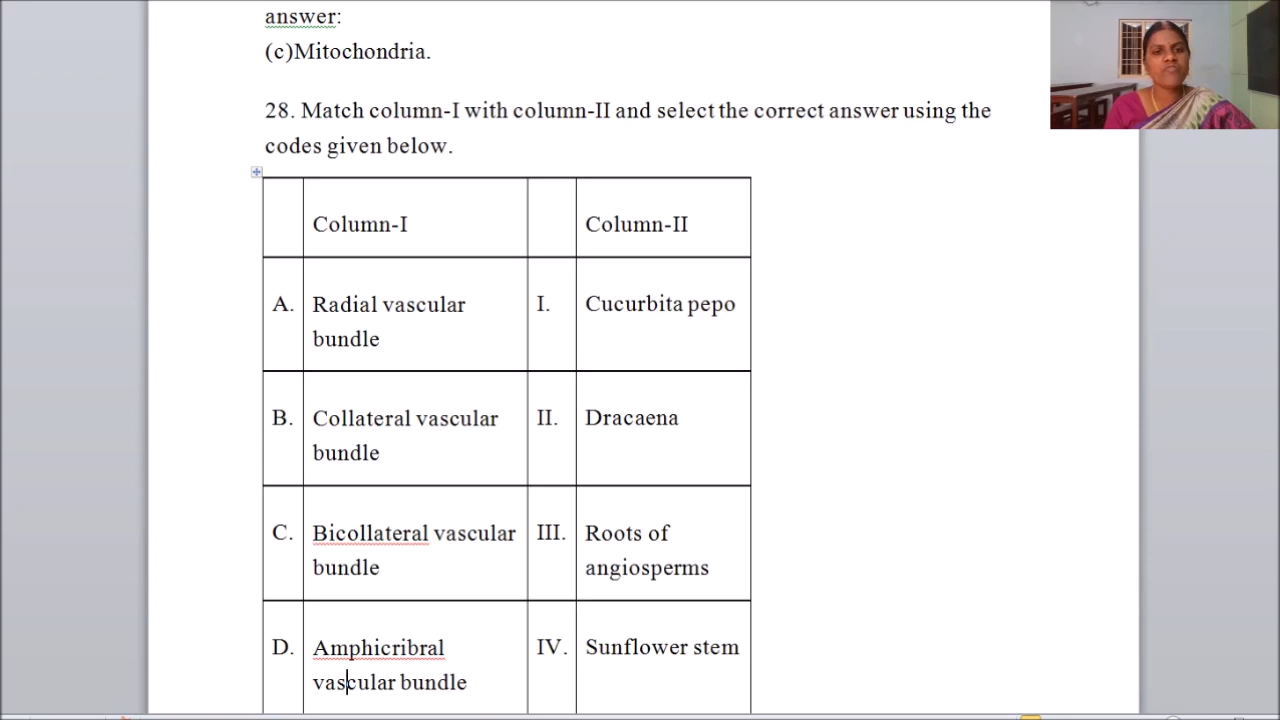 answer:
(c)Mitochondria.
28. Match column-I with column-II and select the correct answer using the
codes given below.
Column-I Column-II
A. Radial vascular I. Cucurbita pepo
bundle
B. Collateral vascular II. Dracaena
bundle
C. Bicollateral vascular III. Roots of
bundle angiosperms
D. Amphicribral IV. Sunflower stem
vascular bundle